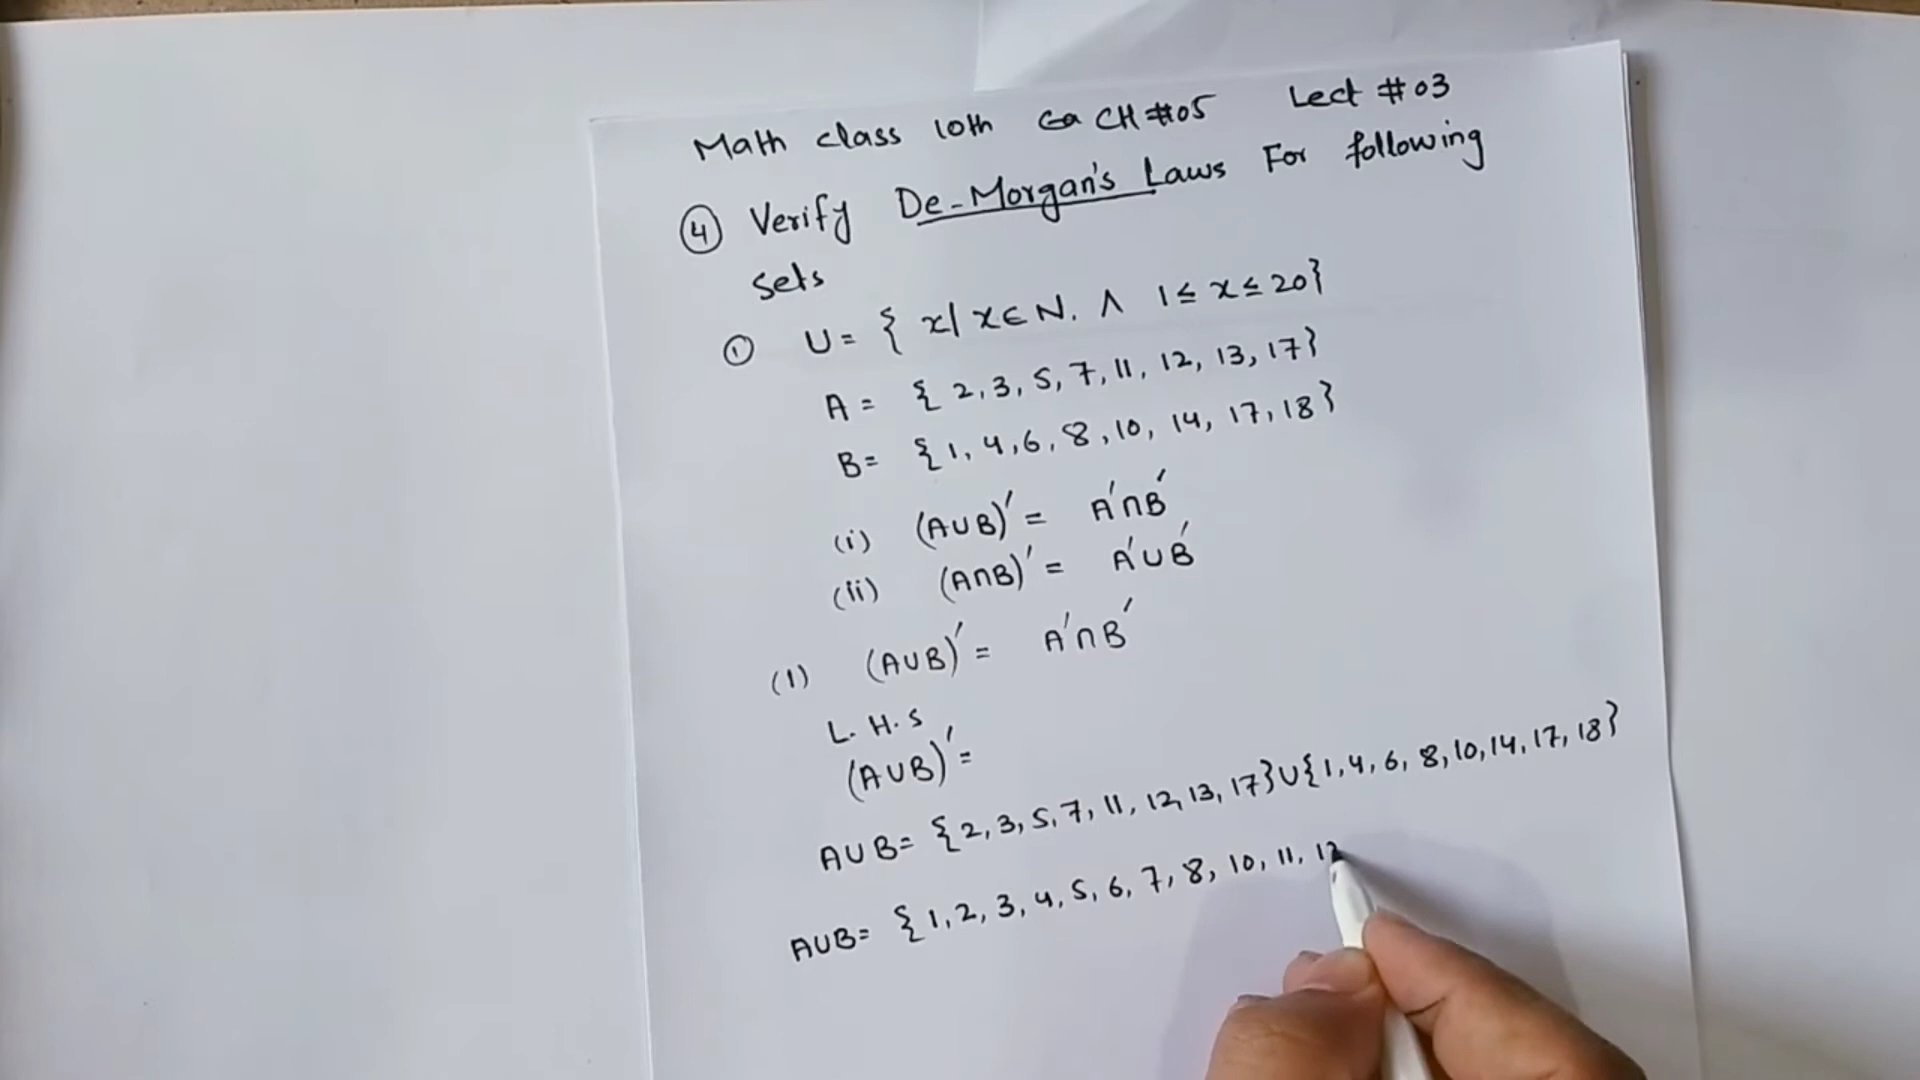 Math class 10th Ga CH #05 Lect #03
④ Verify De-Morgan's Laws For following
sets
① U = { x | x ∈ N. ∧ 1 ≤ x ≤ 20}
A = { 2, 3, 5, 7, 11, 12, 13, 17}
B = { 1, 4, 6, 8, 10, 14, 17, 18}
(i) (A∪B)' = A'∩B'
(ii) (A∩B)' = A'∪B'
(1) (A∪B)' = A'∩B'
L.H.S
(A∪B)' =
A∪B = {2, 3, 5, 7, 11, 12, 13, 17}∪{1, 4, 6, 8, 10, 14, 17, 18}
A∪B = {1, 2, 3, 4, 5, 6, 7, 8, 10, 11, 12